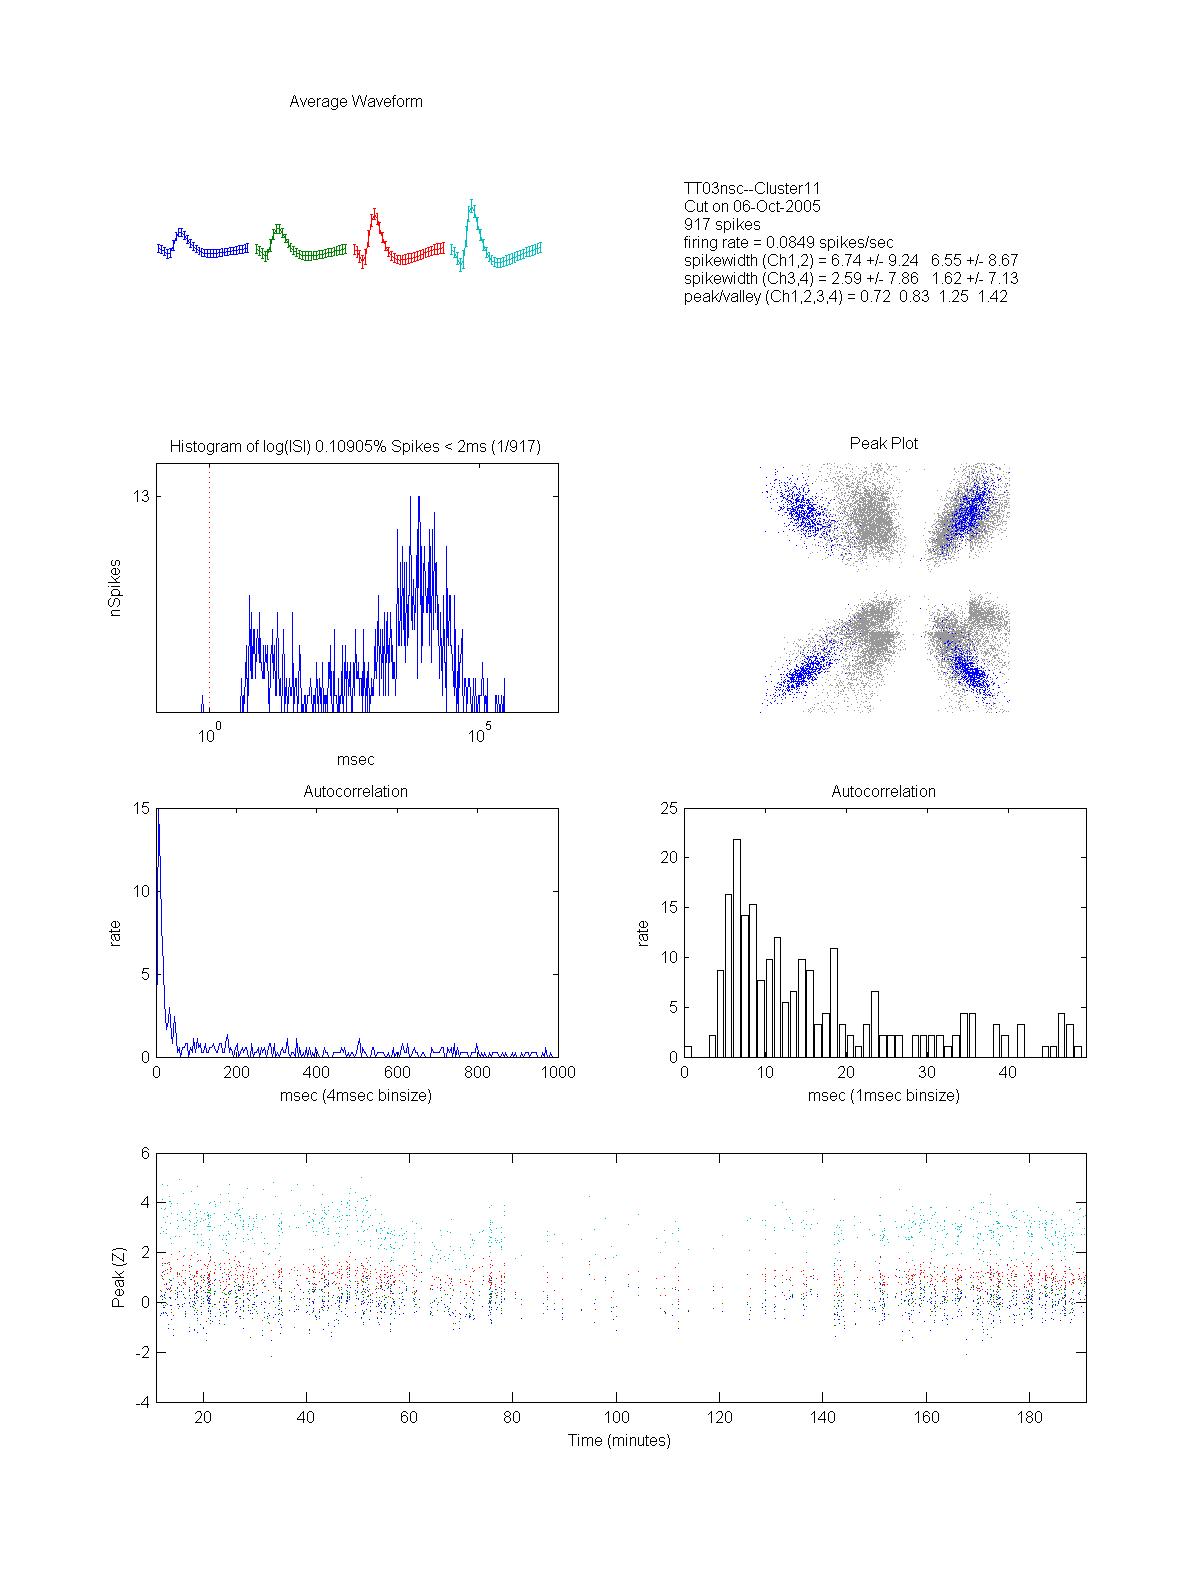 Average Waveform
TT03nsc--Cluster11
Cut on 06-Oct-2005
917 spikes
firing rate = 0.0849 spikes/sec
spikewidth (Ch1,2) = 6.74 +/- 9.24 6.55 +/- 8.67
spikewidth (Ch3,4) = 2.59 +/- 7.86 1.62 +/- 7.13
peak/valley (Ch1,2,3,4) = 0.72 0.83 1.25 1.42
Histogram of log(ISI) 0.10905% Spikes < 2ms (1/917)
13
nSpikes
10^0
10^5
msec
Peak Plot
Autocorrelation
15
10
5
0
rate
0 200 400 600 800 1000
msec (4msec binsize)
Autocorrelation
25
20
15
10
5
0
rate
0 10 20 30 40
msec (1msec binsize)
6
4
2
0
-2
-4
Peak (Z)
20 40 60 80 100 120 140 160 180
Time (minutes)